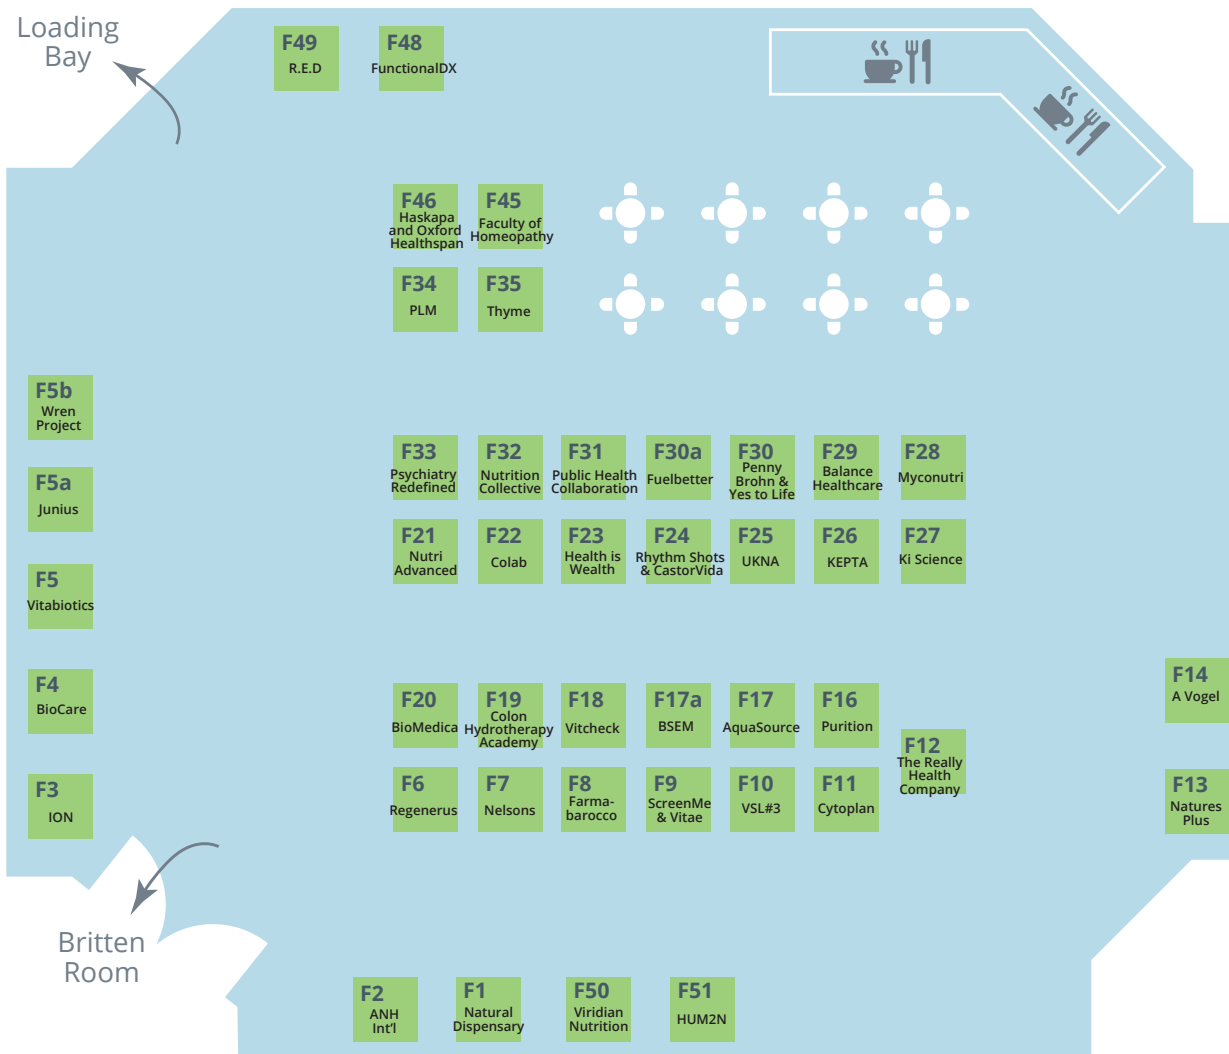 Loading
Bay
F49
R.E.D
F48
FunctionalDX
F46
Haskapa
and Oxford
Healthspan
F45
Faculty of
Homeopathy
F34
PLM
F35
Thyme
F5b
Wren
Project
F5a
Junius
F5
Vitabiotics
F4
BioCare
F3
ION
F33
Psychiatry
Redefined
F32
Nutrition
Collective
F31
Public Health
Collaboration
F30a
Fuelbetter
F30
Penny
Brohn &
Yes to Life
F29
Balance
Healthcare
F28
Myconutri
F21
Nutri
Advanced
F22
Colab
F23
Health is
Wealth
F24
Rhythm Shots
& CastorVida
F25
UKNA
F26
KEPTA
F27
Ki Science
F20
BioMedica
F19
Colon
Hydrotherapy
Academy
F18
Vitcheck
F17a
BSEM
F17
AquaSource
F16
Purition
F12
The Really
Health
Company
F14
A Vogel
F6
Regenerus
F7
Nelsons
F8
Farma-
barocco
F9
ScreenMe
& Vitae
F10
VSL#3
F11
Cytoplan
F13
Natures
Plus
Britten
Room
F2
ANH
Int'l
F1
Natural
Dispensary
F50
Viridian
Nutrition
F51
HUM2N